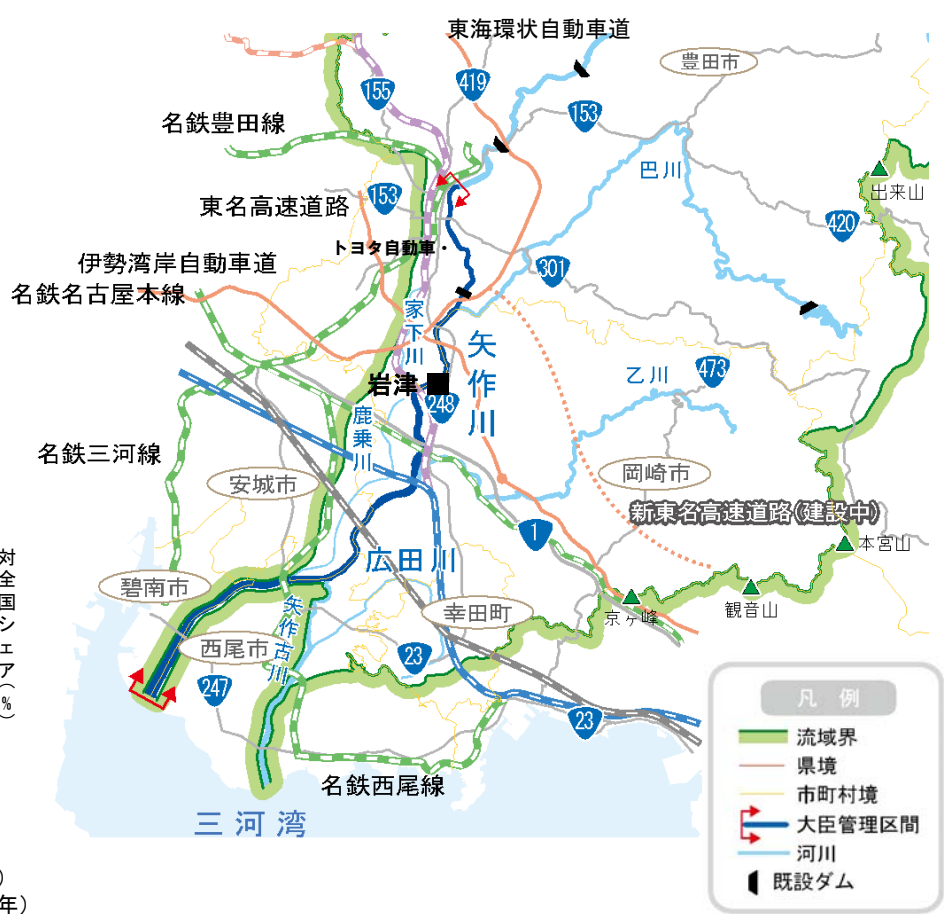 東海環状自動車道
豊田市
155
419
153
名鉄豊田線
巴川
出来山
153
東名高速道路
420
トヨタ自動車・
伊勢湾岸自動車道
301
名鉄名古屋本線
家下川
矢作川
岩津
248
乙川
473
鹿乗川
名鉄三河線
安城市
岡崎市
新東名高速道路(建設中)
1
本宮山
対全国シェア(%)
広田川
碧南市
矢作古川
幸田町
京ヶ峰
観音山
西尾市
23
247
23
名鉄西尾線
三河湾
凡例
流域界
県境
市町村境
大臣管理区間
河川
既設ダム
)
年)